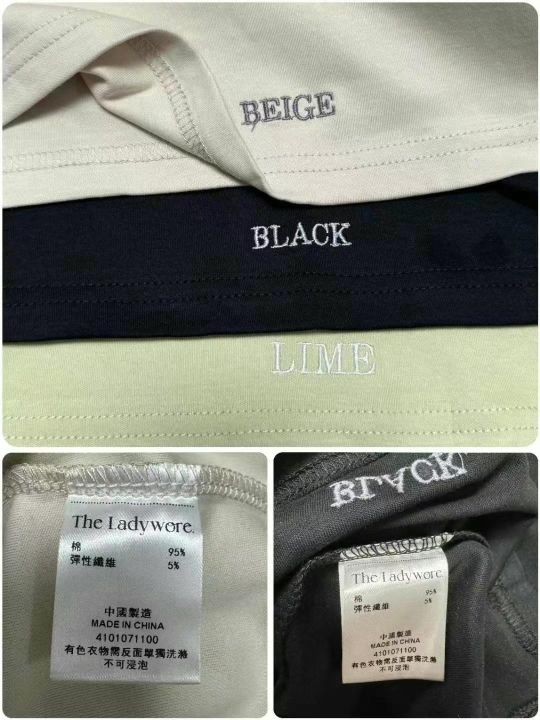 BEIGE
BLACK
LIME
The Ladywore.
棉 95%
彈性纖維 5%
中國製造
MADE IN CHINA
4101071100
有色衣物需反面單獨洗滌
不可浸泡
BLACK
The Ladywore.
棉 95%
彈性纖維 5%
中國製造
MADE IN CHINA
4101071100
有色衣物需反面單獨洗滌
不可浸泡